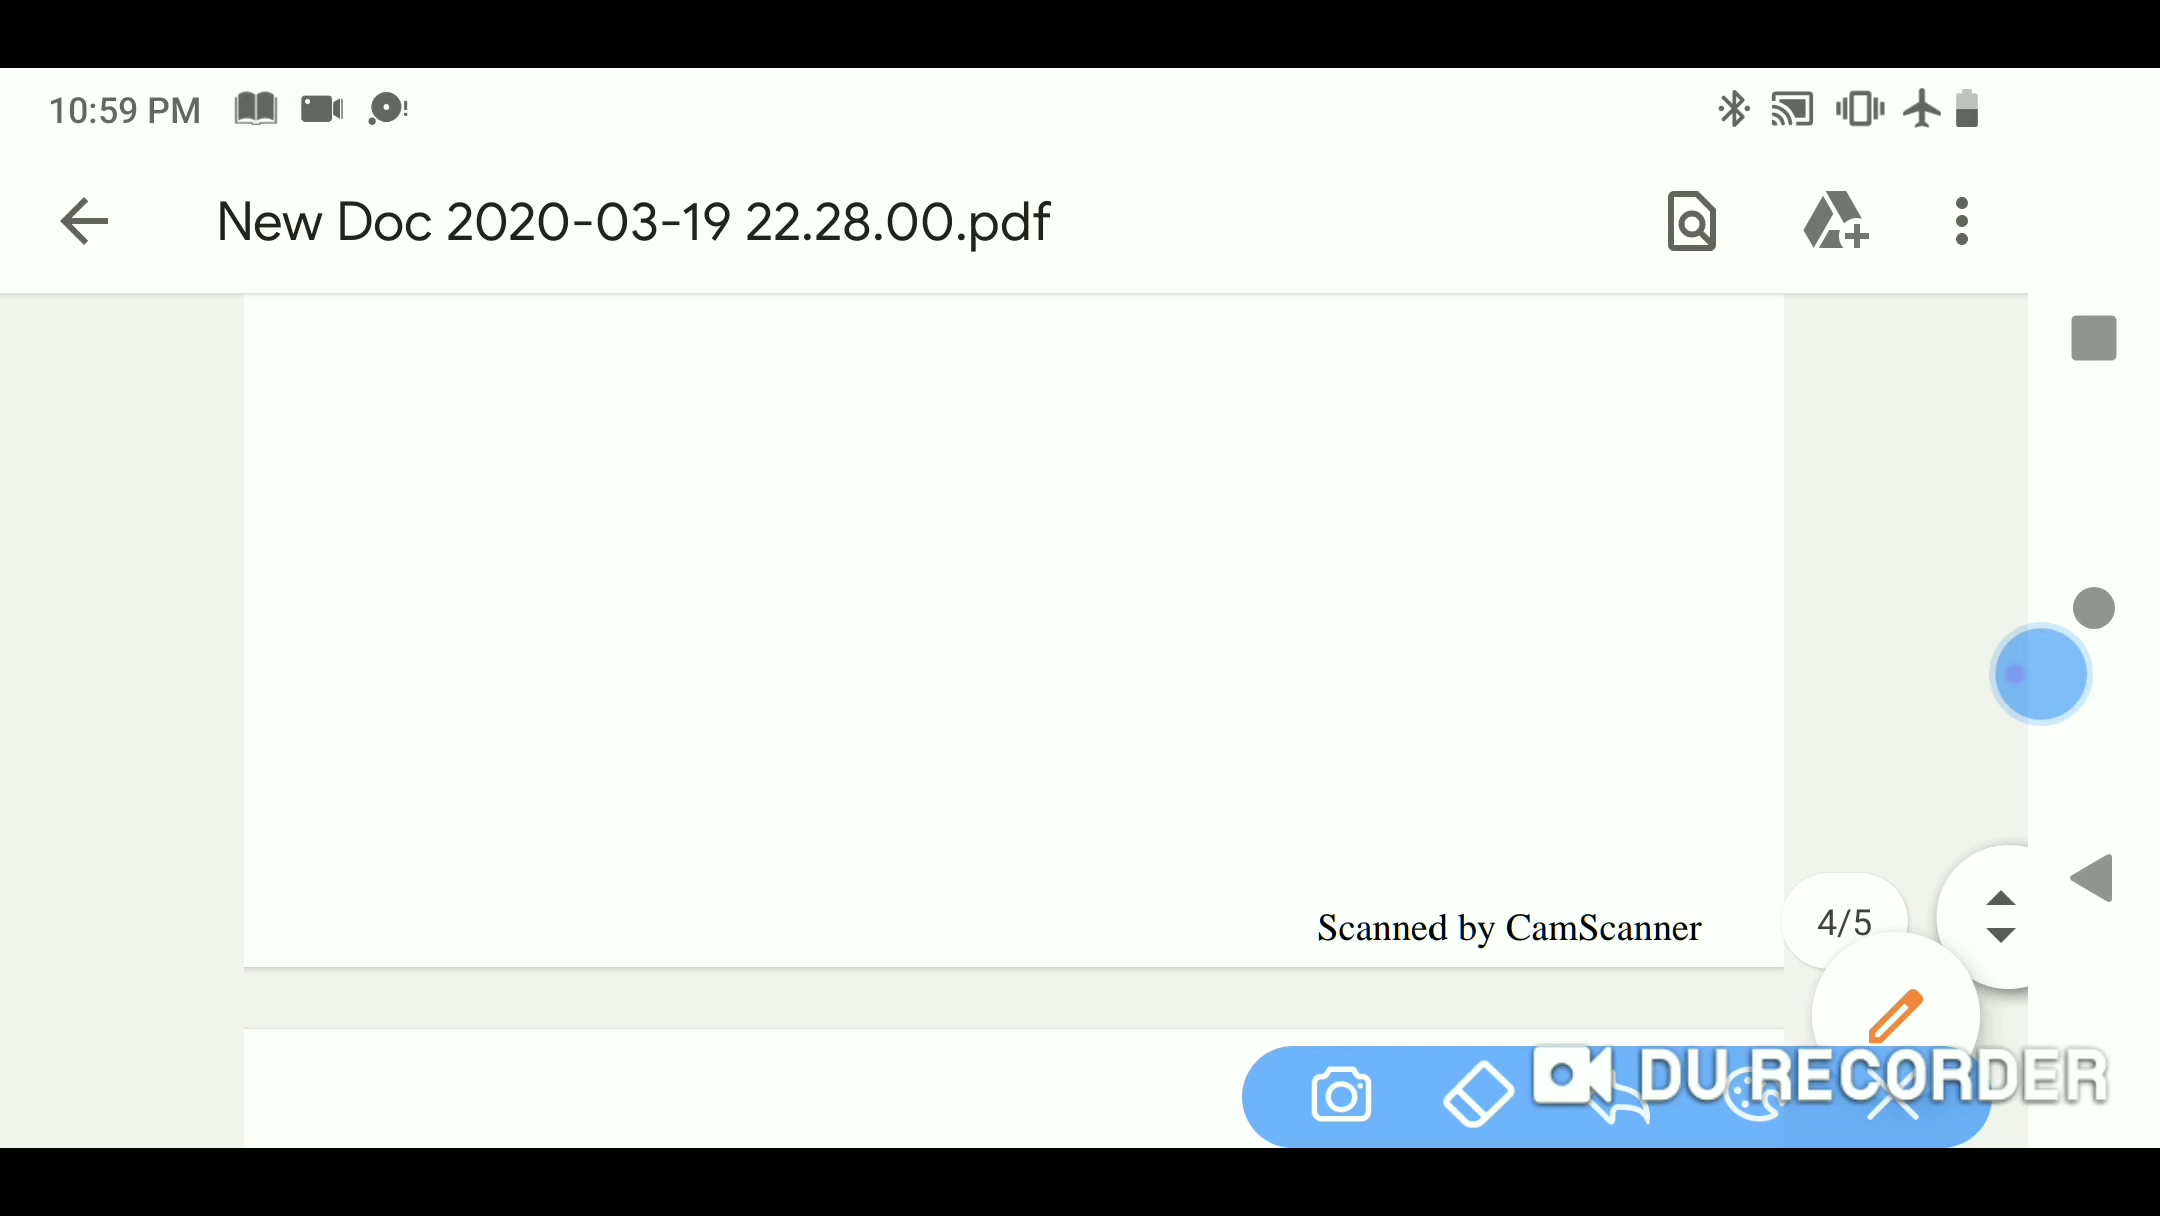 10:59 PM
New Doc 2020-03-19 22.28.00.pdf
Scanned by CamScanner
4/5
DU RECORDER